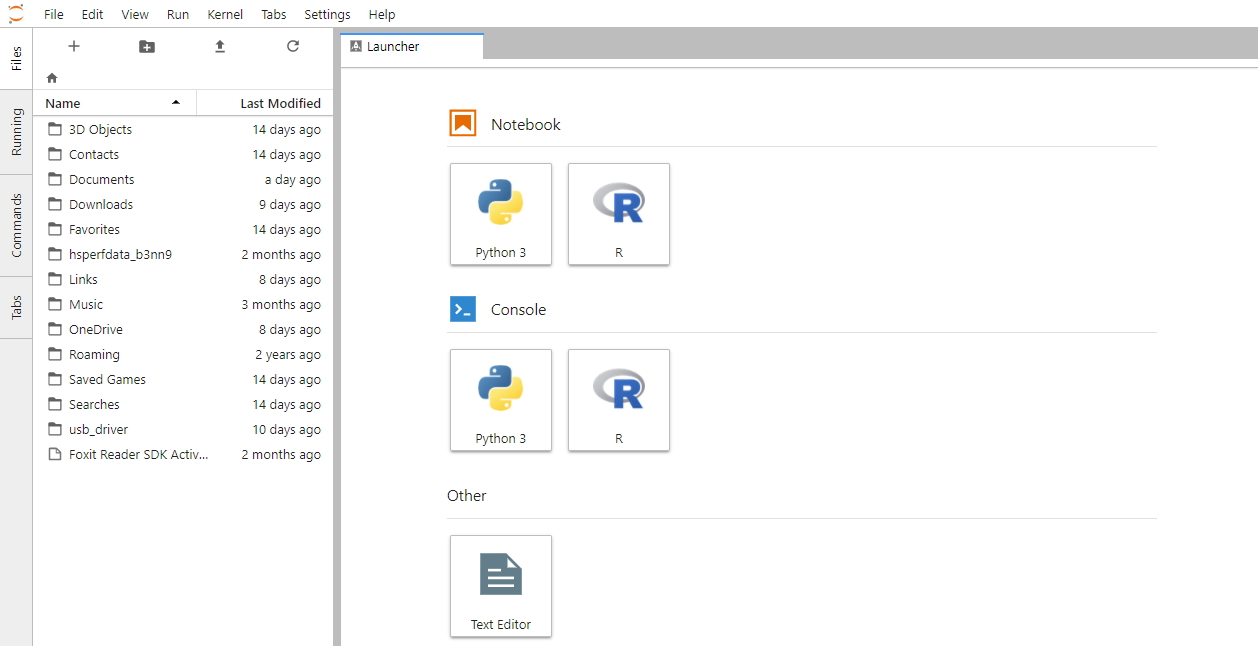 File Edit View Run Kernel Tabs Settings Help
Files
Running
Commands
Tabs
Name Last Modified
3D Objects 14 days ago
Contacts 14 days ago
Documents a day ago
Downloads 9 days ago
Favorites 14 days ago
hsperfdata_b3nn9 2 months ago
Links 8 days ago
Music 3 months ago
OneDrive 8 days ago
Roaming 2 years ago
Saved Games 14 days ago
Searches 14 days ago
usb_driver 10 days ago
Foxit Reader SDK Activ... 2 months ago
Launcher
Notebook
Python 3 R
Console
Python 3 R
Other
Text Editor